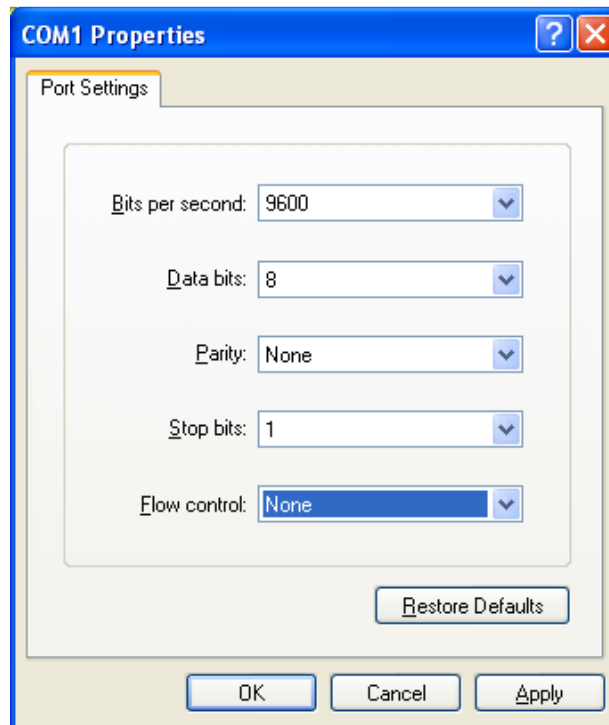 COM1 Properties
Port Settings
Bits per second: 9600
Data bits: 8
Parity: None
Stop bits: 1
Flow control: None
Restore Defaults
OK Cancel Apply